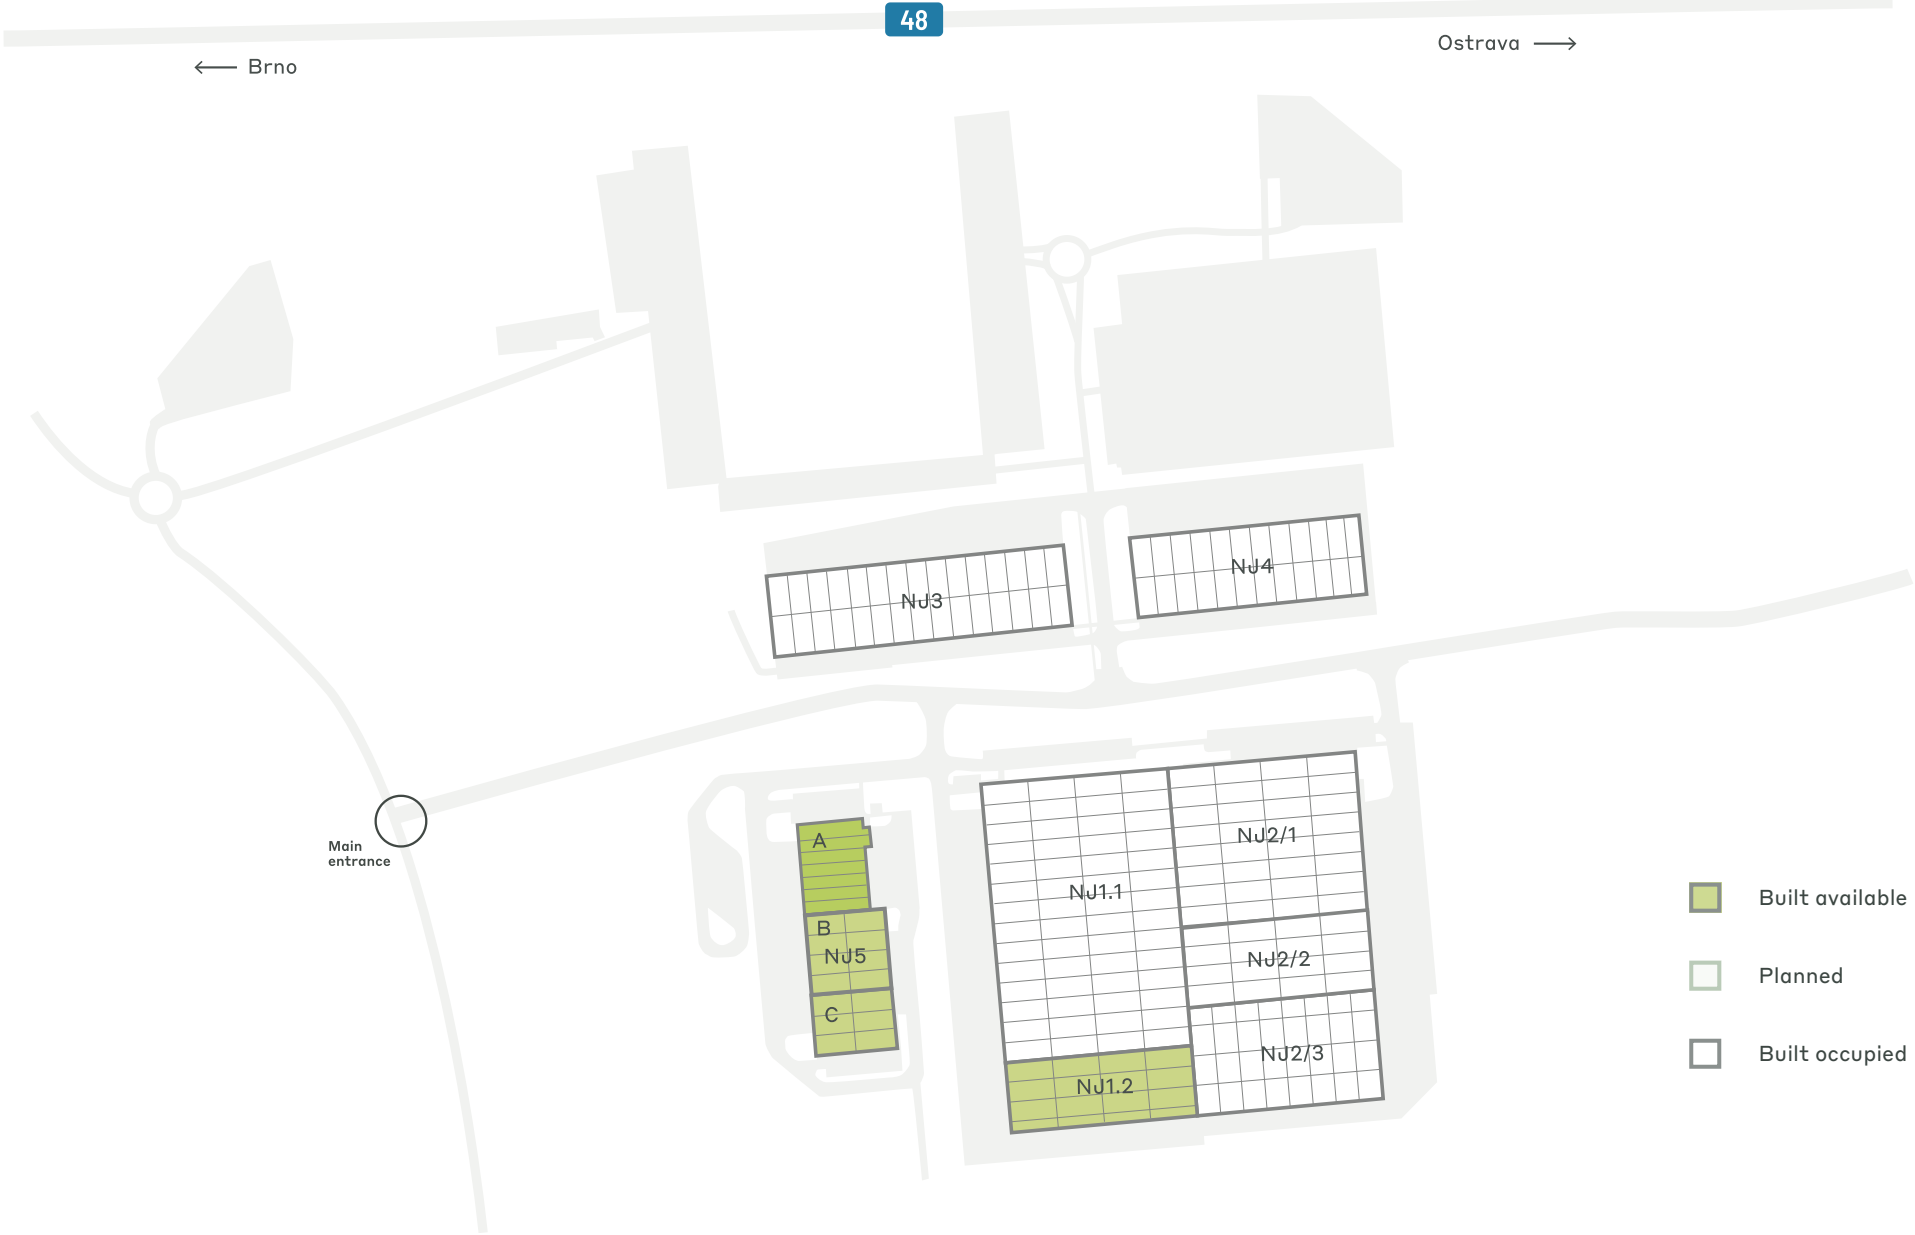 48
Brno
Ostrava
NJ4
NJ3
Main
entrance
A
B
NJ5
C
NJ2/1
NJ1.1
NJ2/2
NJ2/3
NJ1.2
Built available
Planned
Built occupied